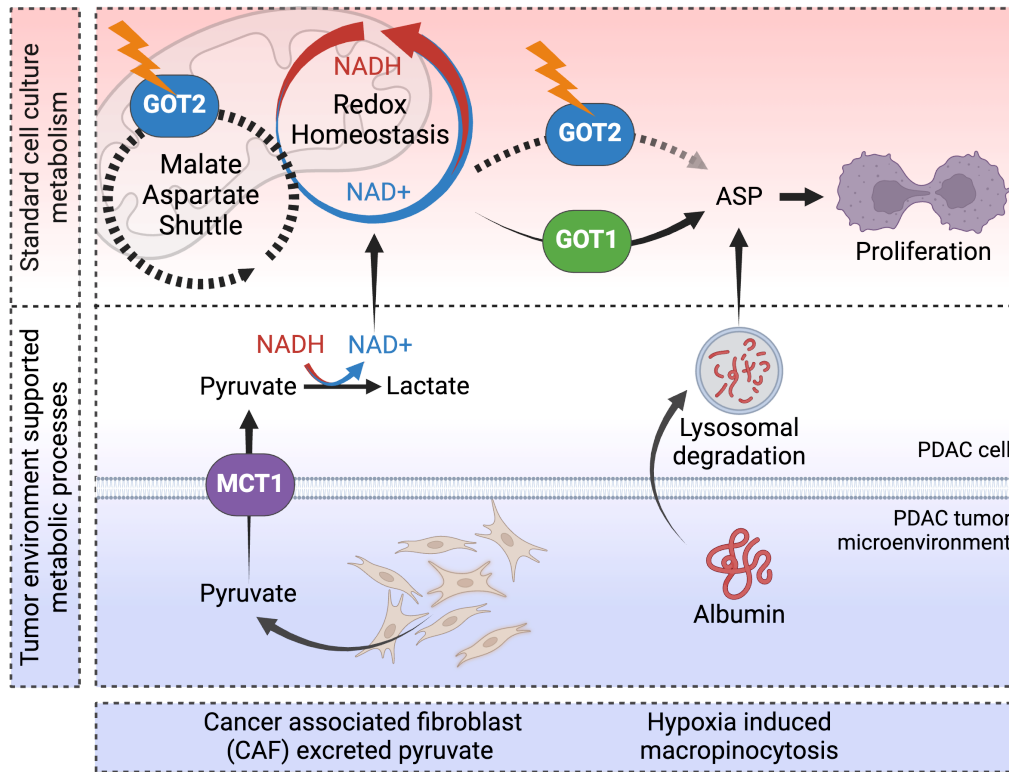 Standard cell culture
metabolism
GOT2
Malate
Aspartate
Shuttle
NADH
Redox
Homeostasis
NAD+
GOT2
GOT1
ASP
Proliferation
Tumor environment supported
metabolic processes
NADH
NAD+
Pyruvate
Lactate
MCT1
Pyruvate
Lysosomal
degradation
PDAC cell
PDAC tumor
microenvironment
Albumin
Cancer associated fibroblast
(CAF) excreted pyruvate
Hypoxia induced
macropinocytosis